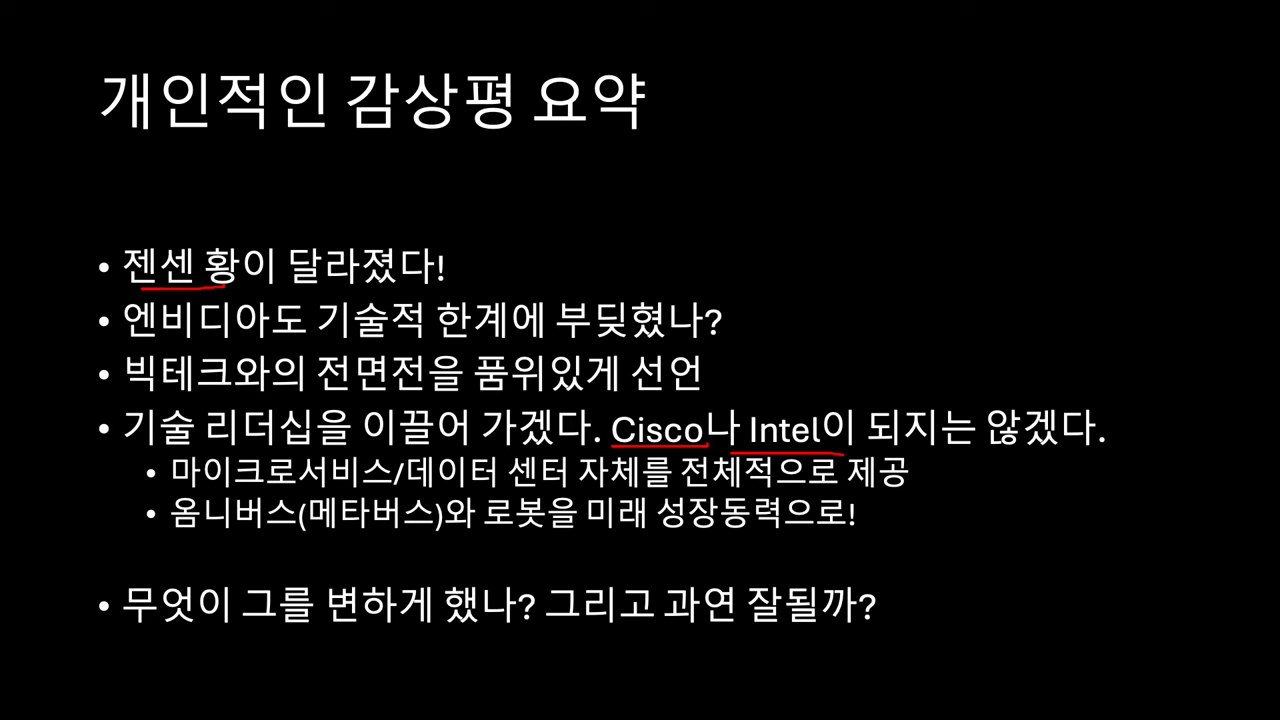 개인적인 감상평 요약
• 젠센 황이 달라졌다!
• 엔비디아도 기술적 한계에 부딪혔나?
• 빅테크와의 전면전을 품위있게 선언
• 기술 리더십을 이끌어 가겠다. Cisco나 Intel이 되지는 않겠다.
• 마이크로서비스/데이터 센터 자체를 전체적으로 제공
• 옴니버스(메타버스)와 로봇을 미래 성장동력으로!
• 무엇이 그를 변하게 했나? 그리고 과연 잘될까?